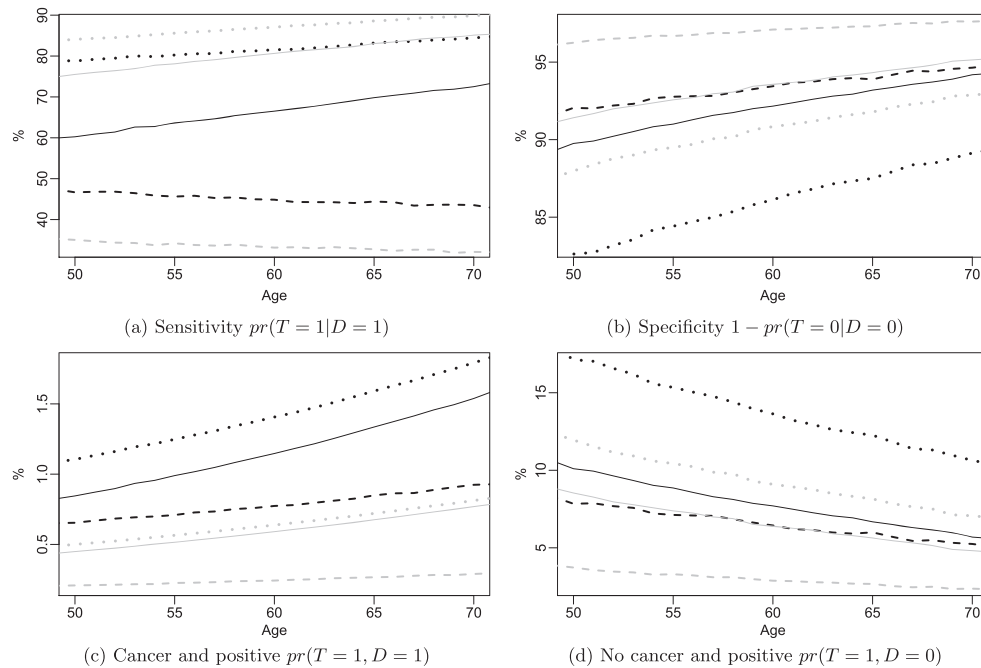 90
80
70
60
50
40
%
50 55 60 65 70
Age
(a) Sensitivity pr(T = 1|D = 1)
95
90
85
%
50 55 60 65 70
Age
(b) Specificity 1 − pr(T = 0|D = 0)
1.5
1.0
0.5
%
50 55 60 65 70
Age
(c) Cancer and positive pr(T = 1, D = 1)
15
10
5
%
50 55 60 65 70
Age
(d) No cancer and positive pr(T = 1, D = 0)